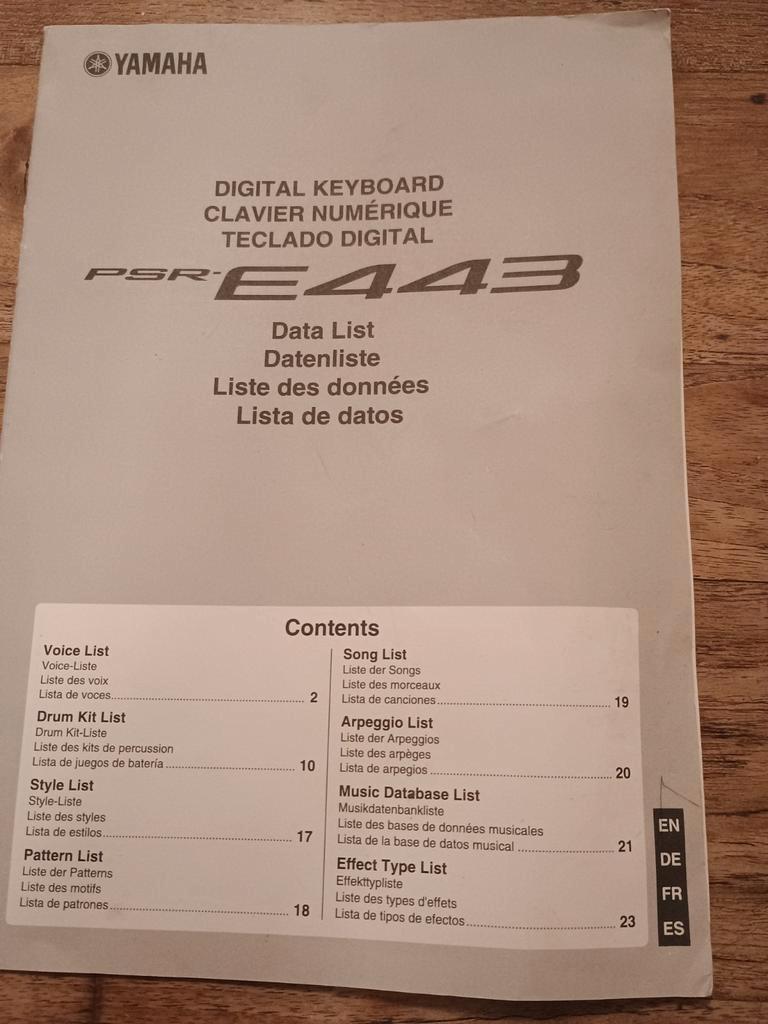 YAMAHA
DIGITAL KEYBOARD
CLAVIER NUMÉRIQUE
TECLADO DIGITAL
PSR-E443
Data List
Datenliste
Liste des données
Lista de datos
Contents
Voice List
Voice-Liste
Liste des voix
Lista de voces 2
Drum Kit List
Drum Kit-Liste
Liste des kits de percussion
Lista de juegos de batería 10
Style List
Style-Liste
Liste des styles
Lista de estilos 17
Pattern List
Liste der Patterns
Liste des motifs
Lista de patrones 18
Song List
Liste der Songs
Liste des morceaux
Lista de canciones 19
Arpeggio List
Liste der Arpeggios
Liste des arpèges
Lista de arpegios 20
Music Database List
Musikdatenbankliste
Liste des bases de données musicales
Lista de la base de datos musical 21
Effect Type List
Effekttypliste
Liste des types d'effets
Lista de tipos de efectos 23
EN
DE
FR
ES